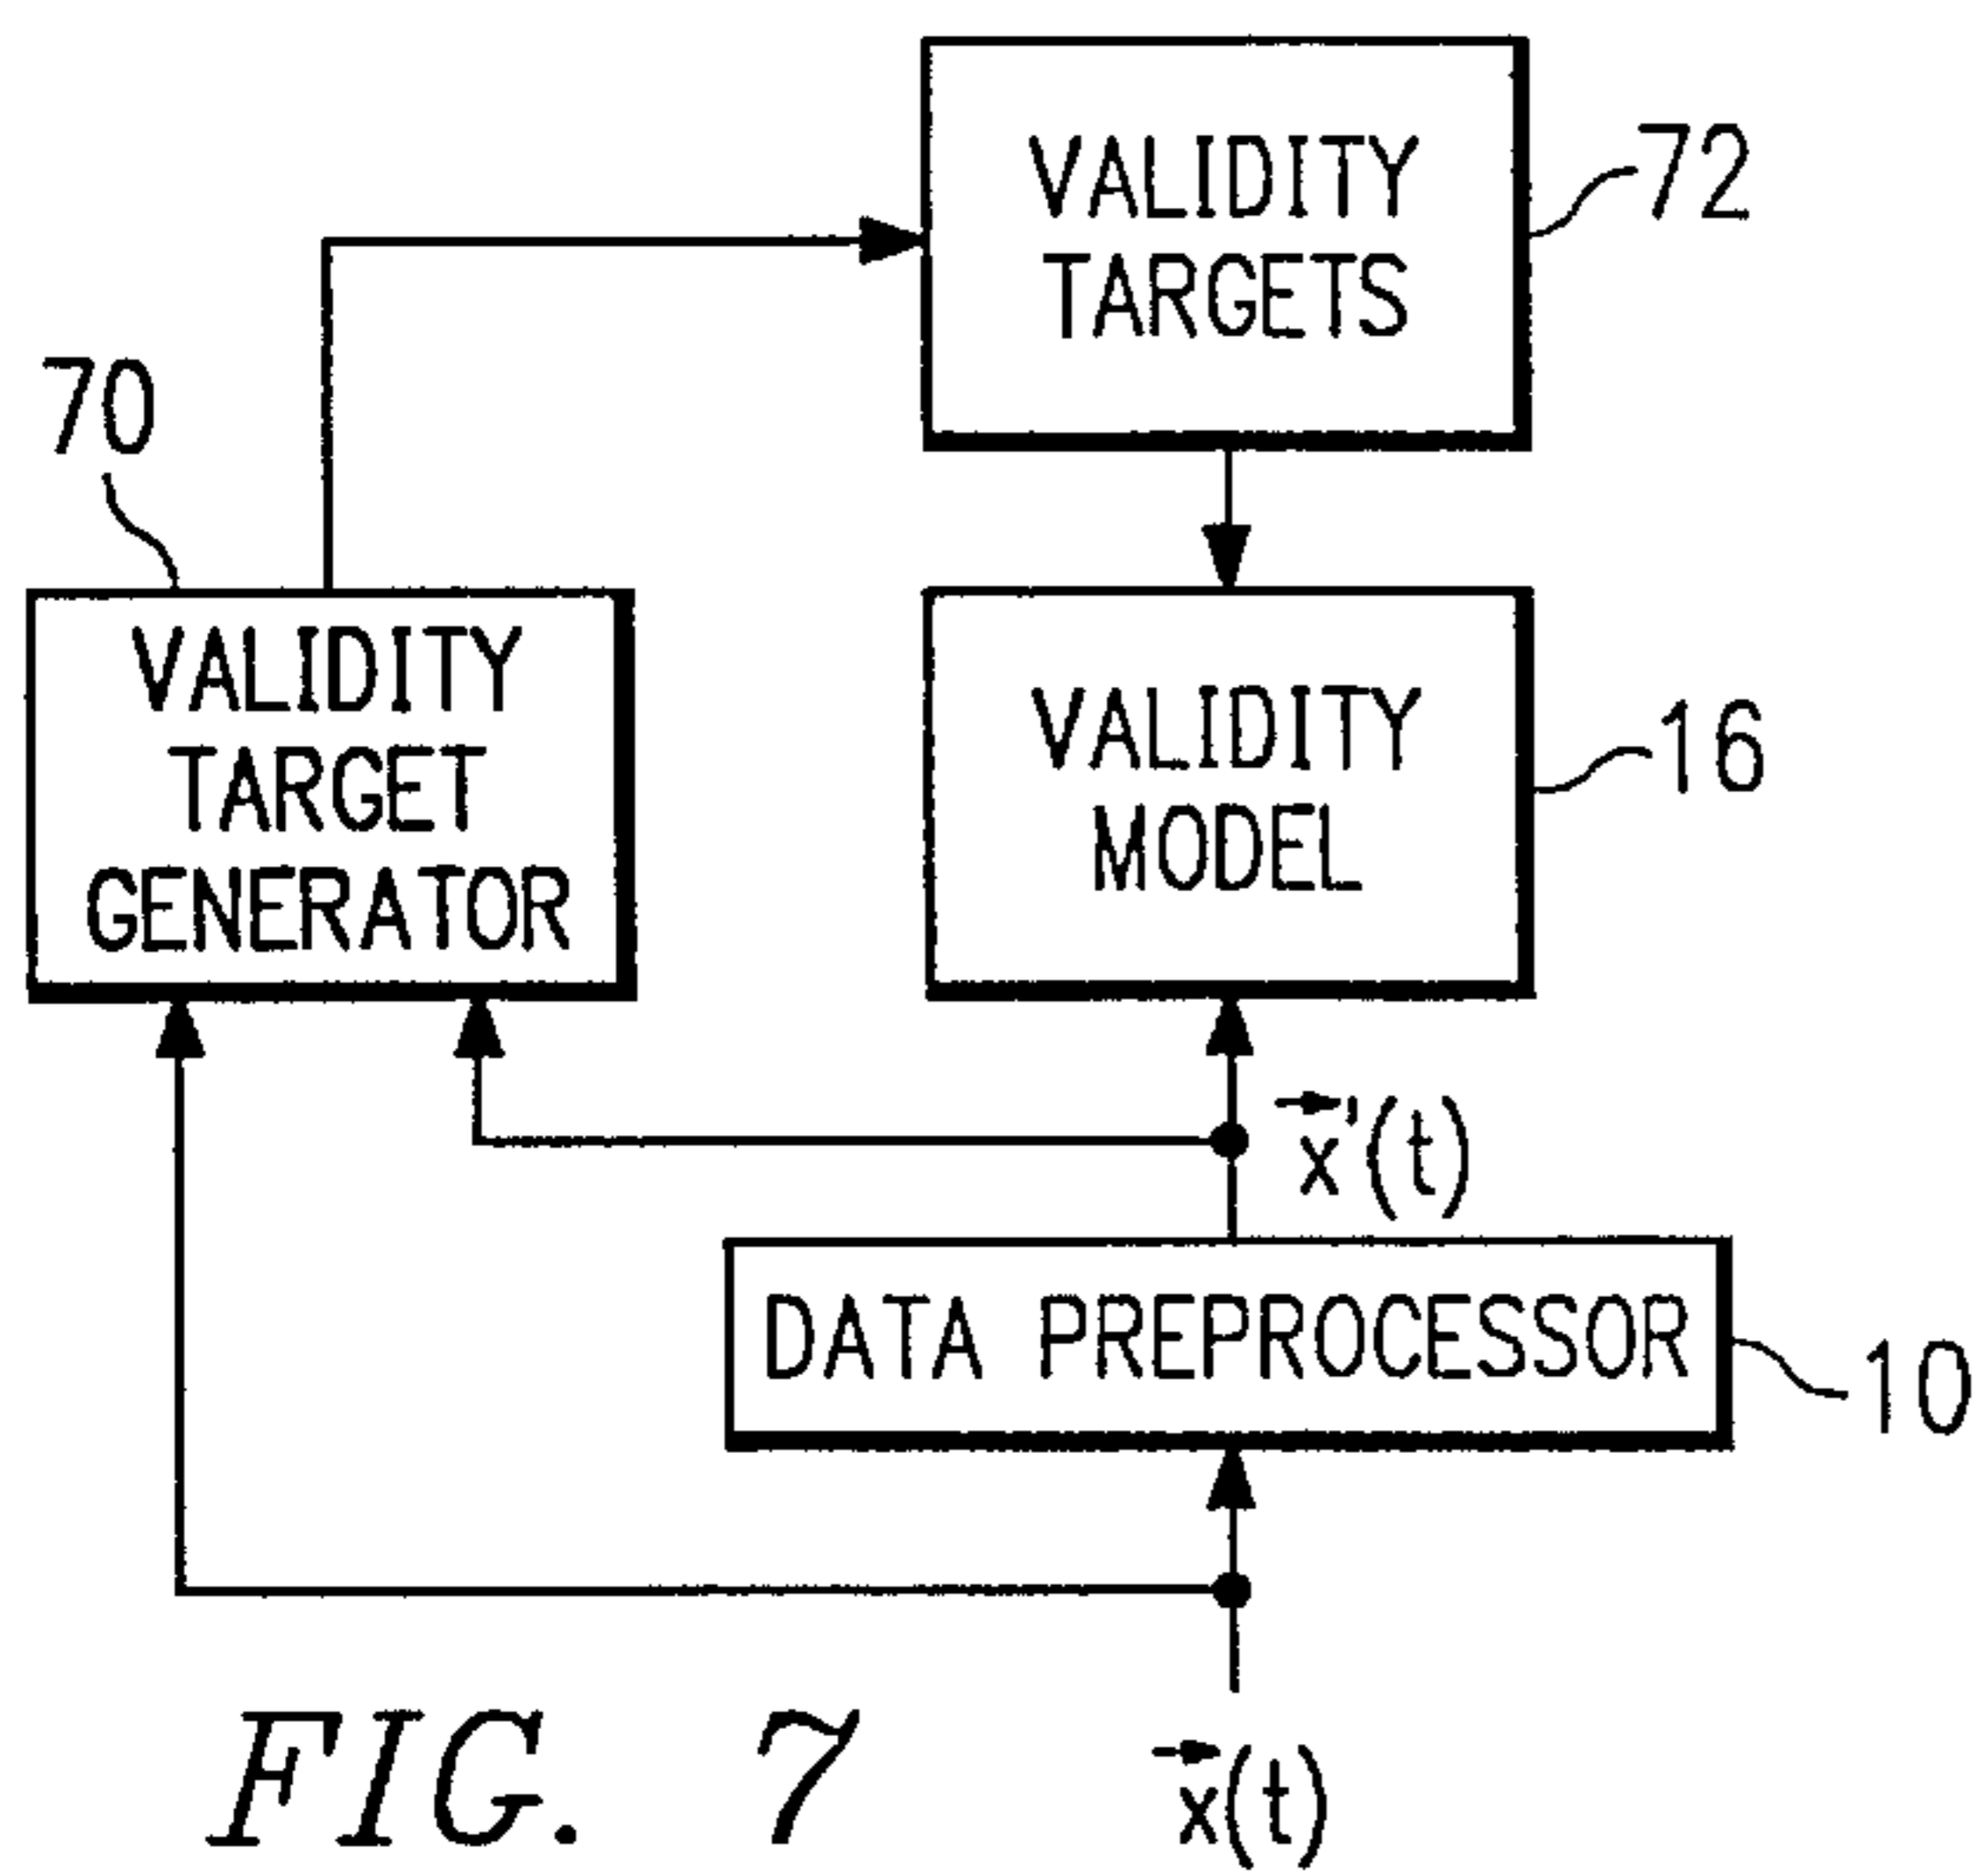 VALIDITY
TARGETS
72
70
VALIDITY
TARGET
GENERATOR
VALIDITY
MODEL
16
x⃗'(t)
DATA PREPROCESSOR
10
x⃗(t)
FIG. 7